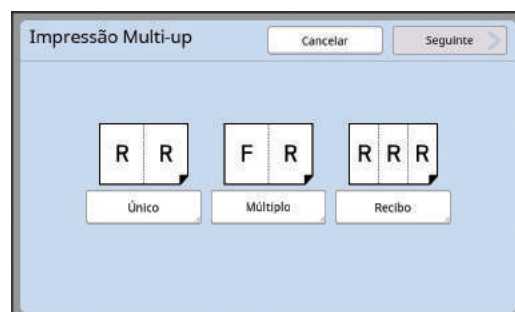 Impressão Multi-up
Cancelar
Seguinte
R R
F R
R R R
Único
Múltiplo
Recibo